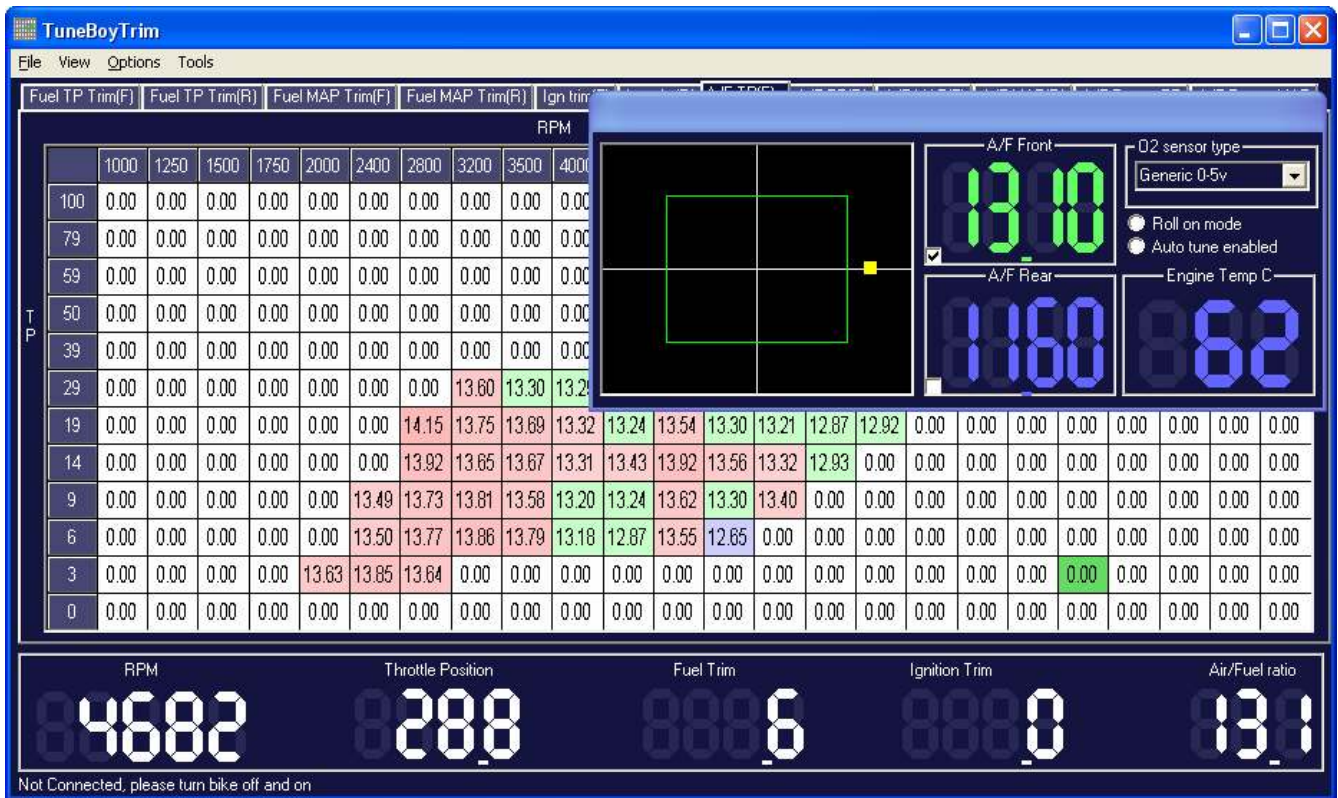 TuneBoyTrim
File View Options Tools
Fuel TP Trim(F) Fuel TP Trim(R) Fuel MAP Trim(F) Fuel MAP Trim(R)
RPM
1000 1250 1500 1750 2000 2400 2800 3200 3500
100 0.00 0.00 0.00 0.00 0.00 0.00 0.00 0.00 0.00
79 0.00 0.00 0.00 0.00 0.00 0.00 0.00 0.00 0.00
59 0.00 0.00 0.00 0.00 0.00 0.00 0.00 0.00 0.00
TP
50 0.00 0.00 0.00 0.00 0.00 0.00 0.00 0.00 0.00
39 0.00 0.00 0.00 0.00 0.00 0.00 0.00 0.00 0.00
29 0.00 0.00 0.00 0.00 0.00 0.00 0.00 13.60 13.30
19 0.00 0.00 0.00 0.00 0.00 0.00 14.15 13.75 13.69 13.32 13.24 13.54 13.30 13.21 12.87 12.92 0.00 0.00 0.00 0.00 0.00 0.00 0.00 0.00
14 0.00 0.00 0.00 0.00 0.00 0.00 13.92 13.65 13.67 13.31 13.43 13.92 13.56 13.32 12.93 0.00 0.00 0.00 0.00 0.00 0.00 0.00 0.00 0.00
9 0.00 0.00 0.00 0.00 0.00 13.49 13.73 13.81 13.58 13.20 13.24 13.62 13.30 13.40 0.00 0.00 0.00 0.00 0.00 0.00 0.00 0.00 0.00 0.00
6 0.00 0.00 0.00 0.00 0.00 13.50 13.77 13.86 13.79 13.18 12.87 13.55 12.65 0.00 0.00 0.00 0.00 0.00 0.00 0.00 0.00 0.00 0.00 0.00
3 0.00 0.00 0.00 0.00 13.63 13.65 13.64 0.00 0.00 0.00 0.00 0.00 0.00 0.00 0.00 0.00 0.00 0.00 0.00 0.00 0.00 0.00 0.00 0.00
0 0.00 0.00 0.00 0.00 0.00 0.00 0.00 0.00 0.00 0.00 0.00 0.00 0.00 0.00 0.00 0.00 0.00 0.00 0.00 0.00 0.00 0.00 0.00 0.00
A/F Front
13.10
A/F Rear
11.60
O2 sensor type
Generic 0-5v
Roll on mode
Auto tune enabled
Engine Temp C
62
RPM Throttle Position Fuel Trim Ignition Trim Air/Fuel ratio
4682 28.8 .6 .0 13.1
Not Connected, please turn bike off and on